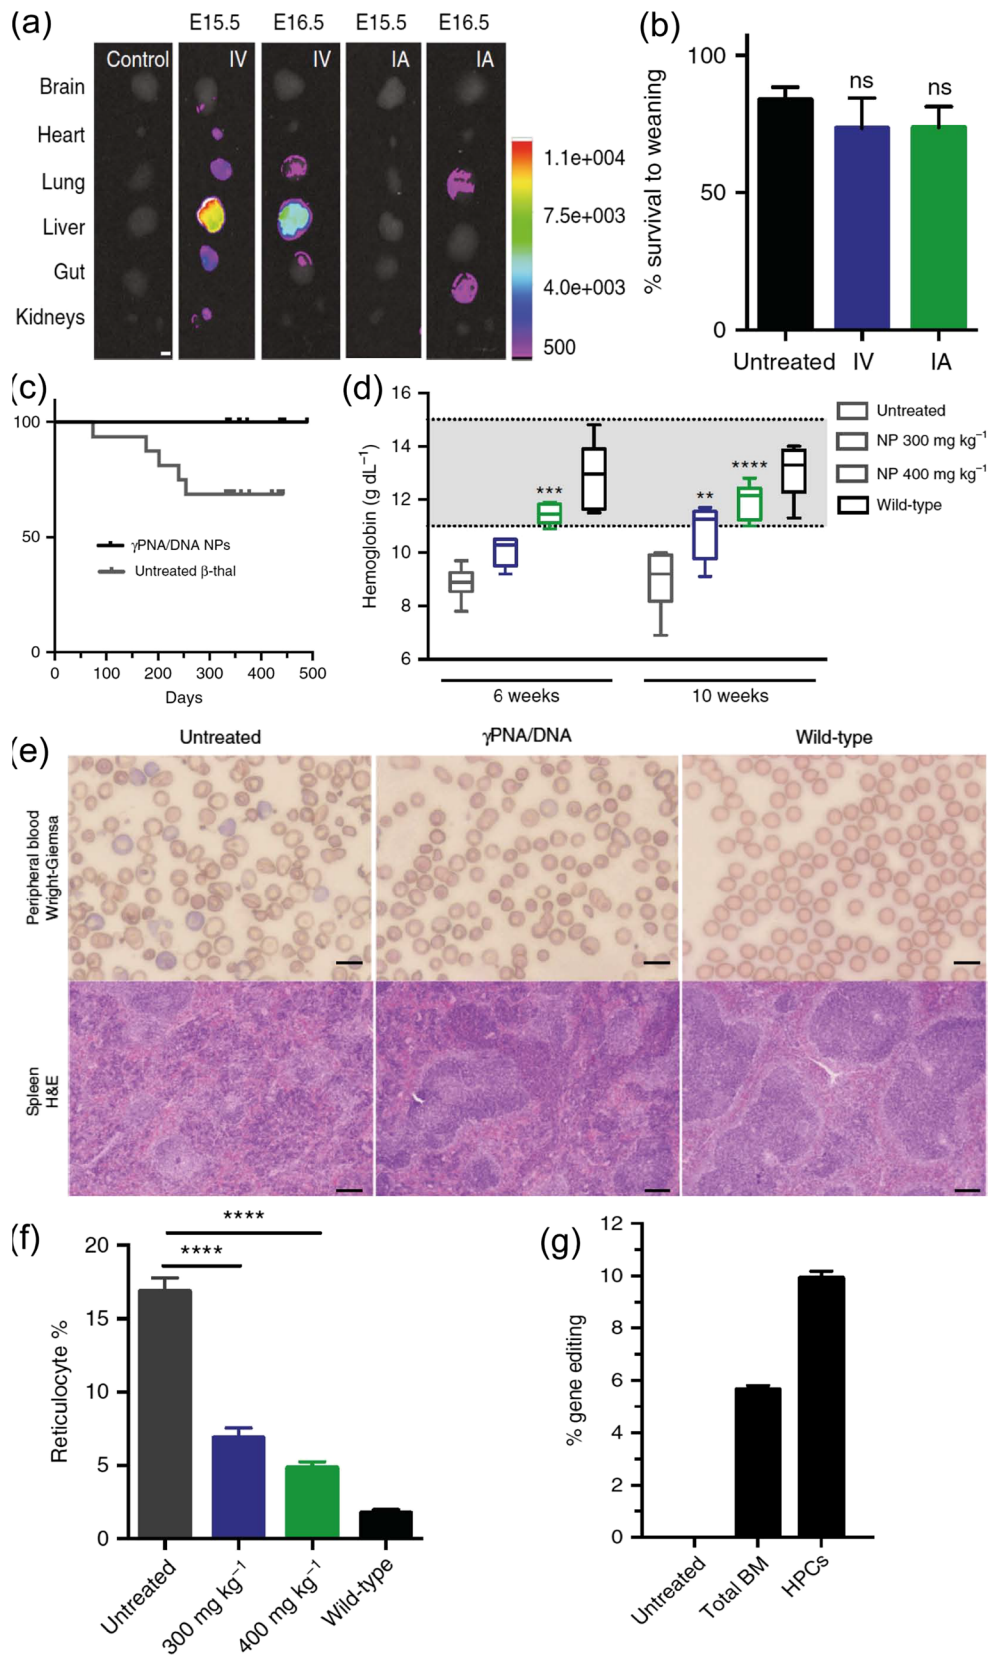 (a)
E15.5 E16.5 E15.5 E16.5
Control IV IV IA IA
Brain
Heart
Lung
Liver
Gut
Kidneys
1.1e+004
7.5e+003
4.0e+003
500
(b)
% survival to weaning
100
50
0
ns
ns
Untreated IV IA
(c)
100
50
0
γPNA/DNA NPs
Untreated β-thal
0 100 200 300 400 500
Days
(d)
Hemoglobin (g dL⁻¹)
16
14
12
10
8
6
***
**
****
6 weeks 10 weeks
Untreated
NP 300 mg kg⁻¹
NP 400 mg kg⁻¹
Wild-type
(e)
Untreated γPNA/DNA Wild-type
Peripheral blood
Wright-Giemsa
Spleen
H&E
(f)
Reticulocyte %
20
15
10
5
0
****
****
Untreated
300 mg kg⁻¹
400 mg kg⁻¹
Wild-type
(g)
% gene editing
12
10
8
6
4
2
0
Untreated
Total BM
HPCs